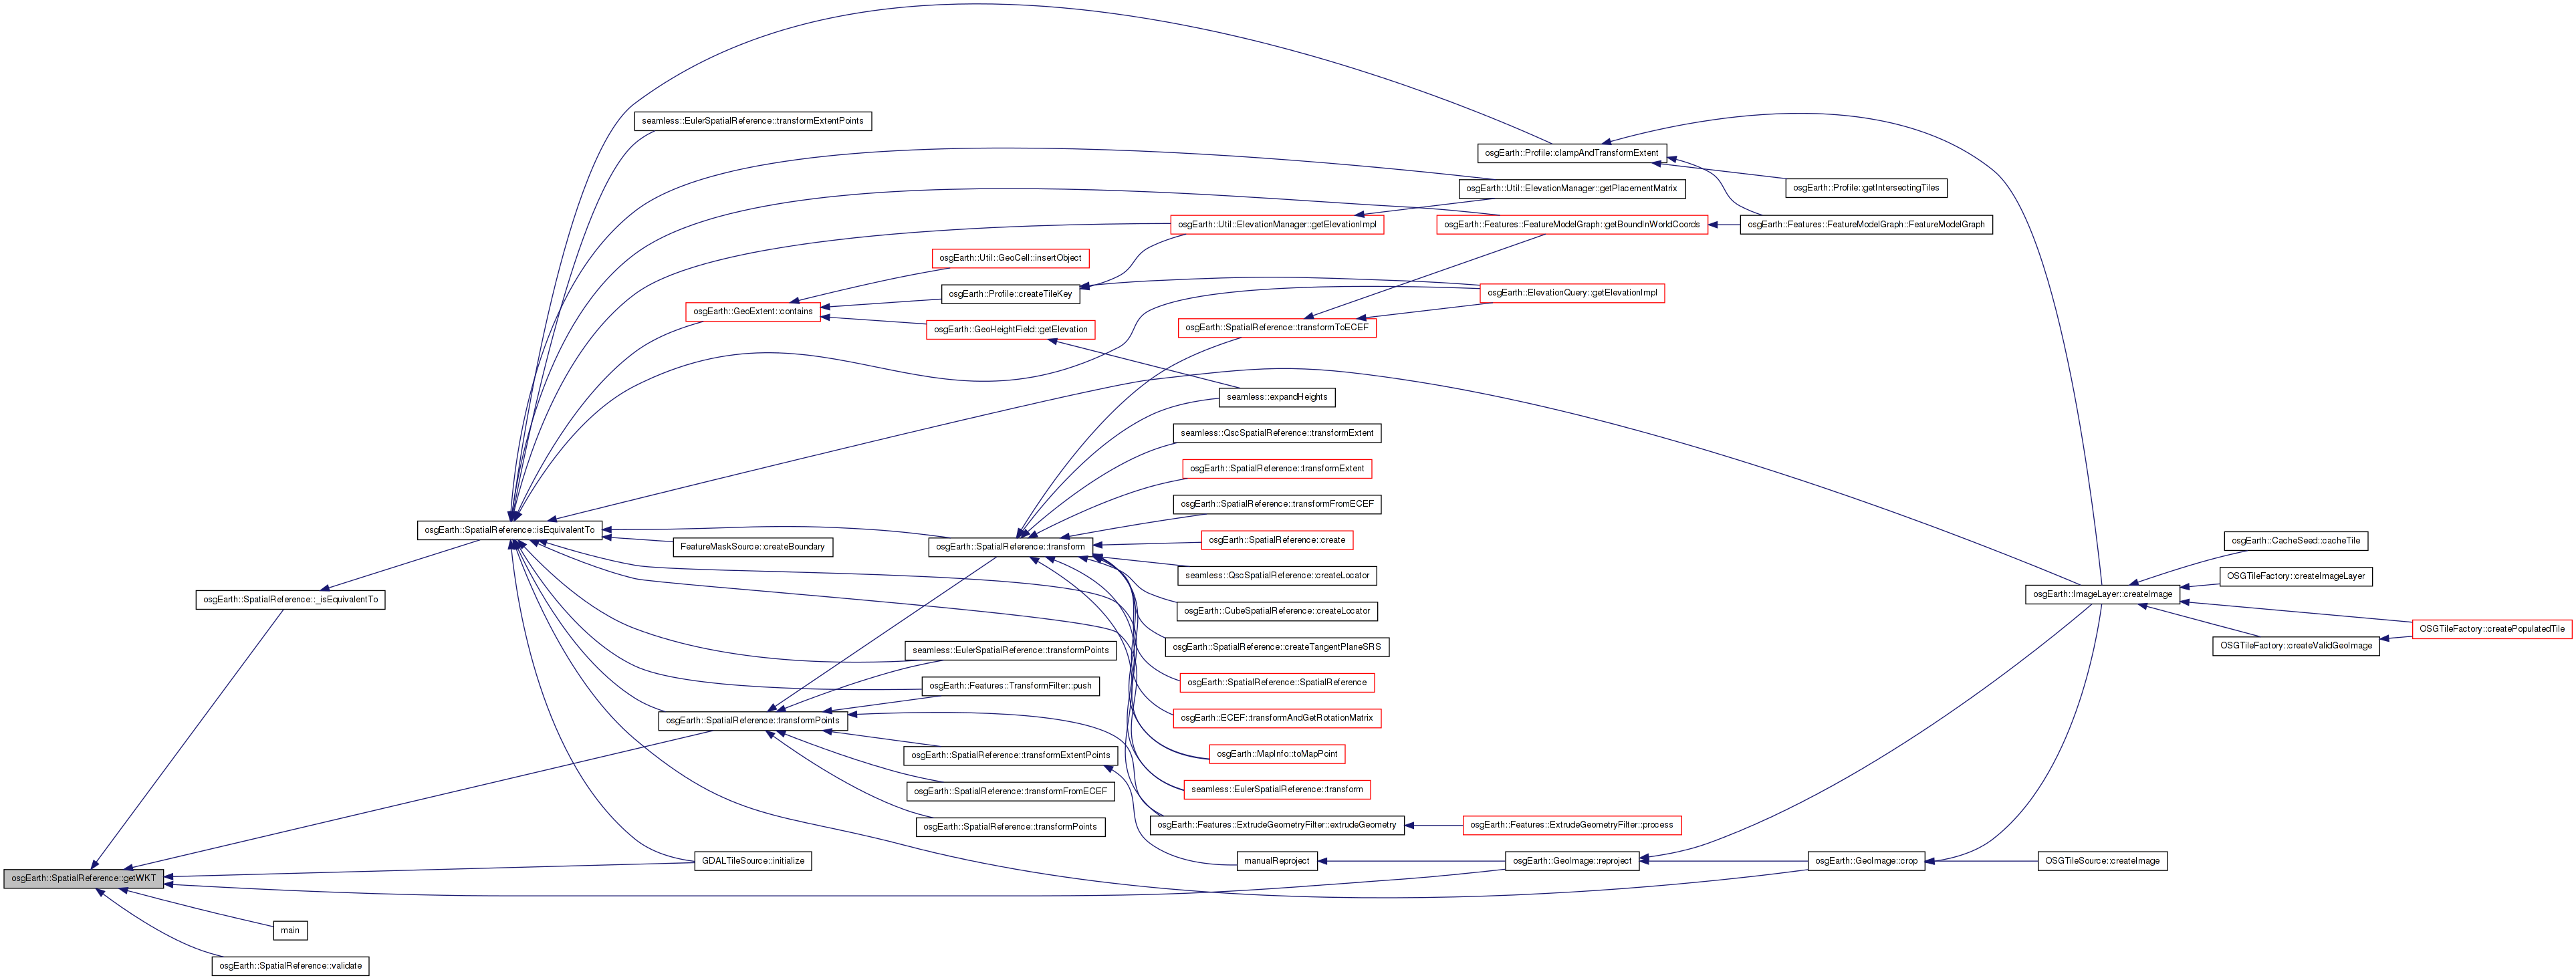 seamless::EulerSpatialReference::transformExtentPoints
osgEarth::Profile::clampAndTransformExtent
osgEarth::Util::ElevationManager::getPlacementMatrix
osgEarth::Profile::getIntersectingTiles
osgEarth::Util::ElevationManager::getElevationImpl
osgEarth::Features::FeatureModelGraph::getBoundInWorldCoords
osgEarth::Features::FeatureModelGraph::FeatureModelGraph
osgEarth::Util::GeoCell::insertObject
osgEarth::Profile::createTileKey
osgEarth::ElevationQuery::getElevationImpl
osgEarth::GeoExtent::contains
osgEarth::GeoHeightField::getElevation
osgEarth::SpatialReference::transformToECEF
seamless::expandHeights
seamless::QscSpatialReference::transformExtent
osgEarth::SpatialReference::transformExtent
osgEarth::SpatialReference::transformFromECEF
osgEarth::SpatialReference::isEquivalentTo
FeatureMaskSource::createBoundary
osgEarth::SpatialReference::transform
osgEarth::SpatialReference::create
osgEarth::CacheSeed::cacheTile
seamless::QscSpatialReference::createLocator
OSGTileFactory::createImageLayer
osgEarth::SpatialReference::_isEquivalentTo
osgEarth::CubeSpatialReference::createLocator
osgEarth::ImageLayer::createImage
OSGTileFactory::createPopulatedTile
osgEarth::SpatialReference::createTangentPlaneSRS
OSGTileFactory::createValidGeoImage
seamless::EulerSpatialReference::transformPoints
osgEarth::Features::TransformFilter::push
osgEarth::SpatialReference::SpatialReference
osgEarth::SpatialReference::transformPoints
osgEarth::ECEF::transformAndGetRotationMatrix
osgEarth::SpatialReference::transformExtentPoints
osgEarth::MapInfo::toMapPoint
osgEarth::SpatialReference::transformFromECEF
seamless::EulerSpatialReference::transform
osgEarth::SpatialReference::transformPoints
osgEarth::Features::ExtrudeGeometryFilter::extrudeGeometry
osgEarth::Features::ExtrudeGeometryFilter::process
GDALTileSource::initialize
manualReproject
osgEarth::GeoImage::reproject
osgEarth::GeoImage::crop
OSGTileSource::createImage
osgEarth::SpatialReference::getWKT
main
osgEarth::SpatialReference::validate